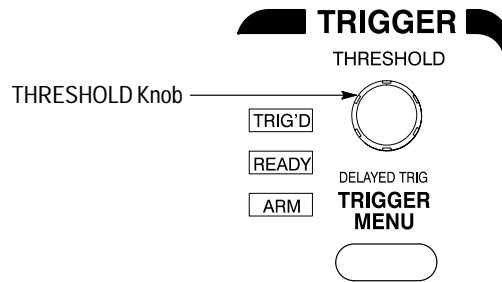 TRIGGER
THRESHOLD
THRESHOLD Knob
TRIG'D
READY
ARM
DELAYED TRIG
TRIGGER
MENU